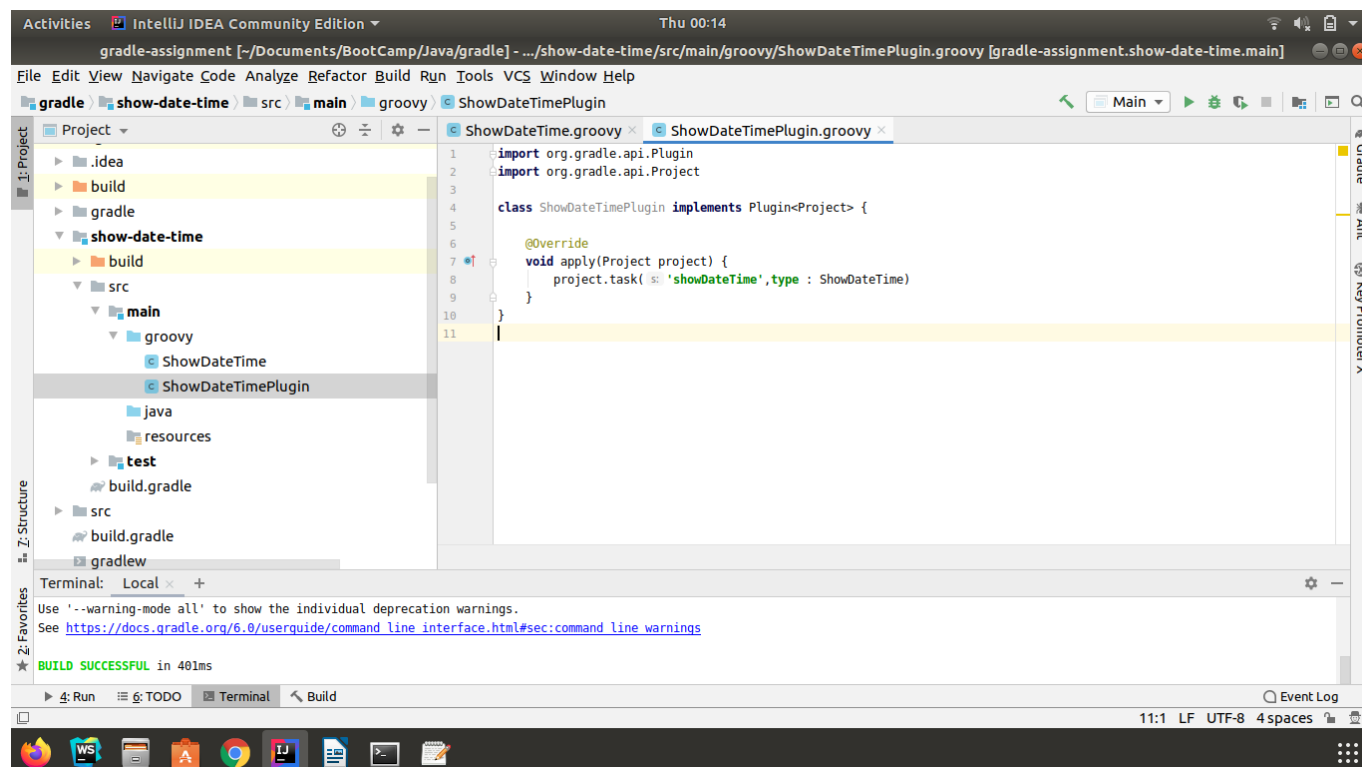 Activities IntelliJ IDEA Community Edition Thu 00:14
gradle-assignment [~/Documents/BootCamp/Java/gradle] - .../show-date-time/src/main/groovy/ShowDateTimePlugin.groovy [gradle-assignment.show-date-time.main]
File Edit View Navigate Code Analyze Refactor Build Run Tools VCS Window Help
gradle show-date-time src main groovy ShowDateTimePlugin Main
1: Project
Project
ShowDateTime.groovy ShowDateTimePlugin.groovy
.idea
build
gradle
show-date-time
build
src
main
groovy
ShowDateTime
ShowDateTimePlugin
java
resources
test
build.gradle
src
build.gradle
gradlew
1 import org.gradle.api.Plugin
2 import org.gradle.api.Project
3
4 class ShowDateTimePlugin implements Plugin<Project> {
5
6 @Override
7 void apply(Project project) {
8 project.task( s: 'showDateTime',type : ShowDateTime)
9 }
10 }
11
Gradle
Ant
Key Promoter X
7: Structure
2: Favorites
Terminal: Local +
Use '--warning-mode all' to show the individual deprecation warnings.
See https://docs.gradle.org/6.0/userguide/command_line_interface.html#sec:command_line_warnings
BUILD SUCCESSFUL in 401ms
4: Run 6: TODO Terminal Build Event Log
11:1 LF UTF-8 4 spaces
WS A IJ